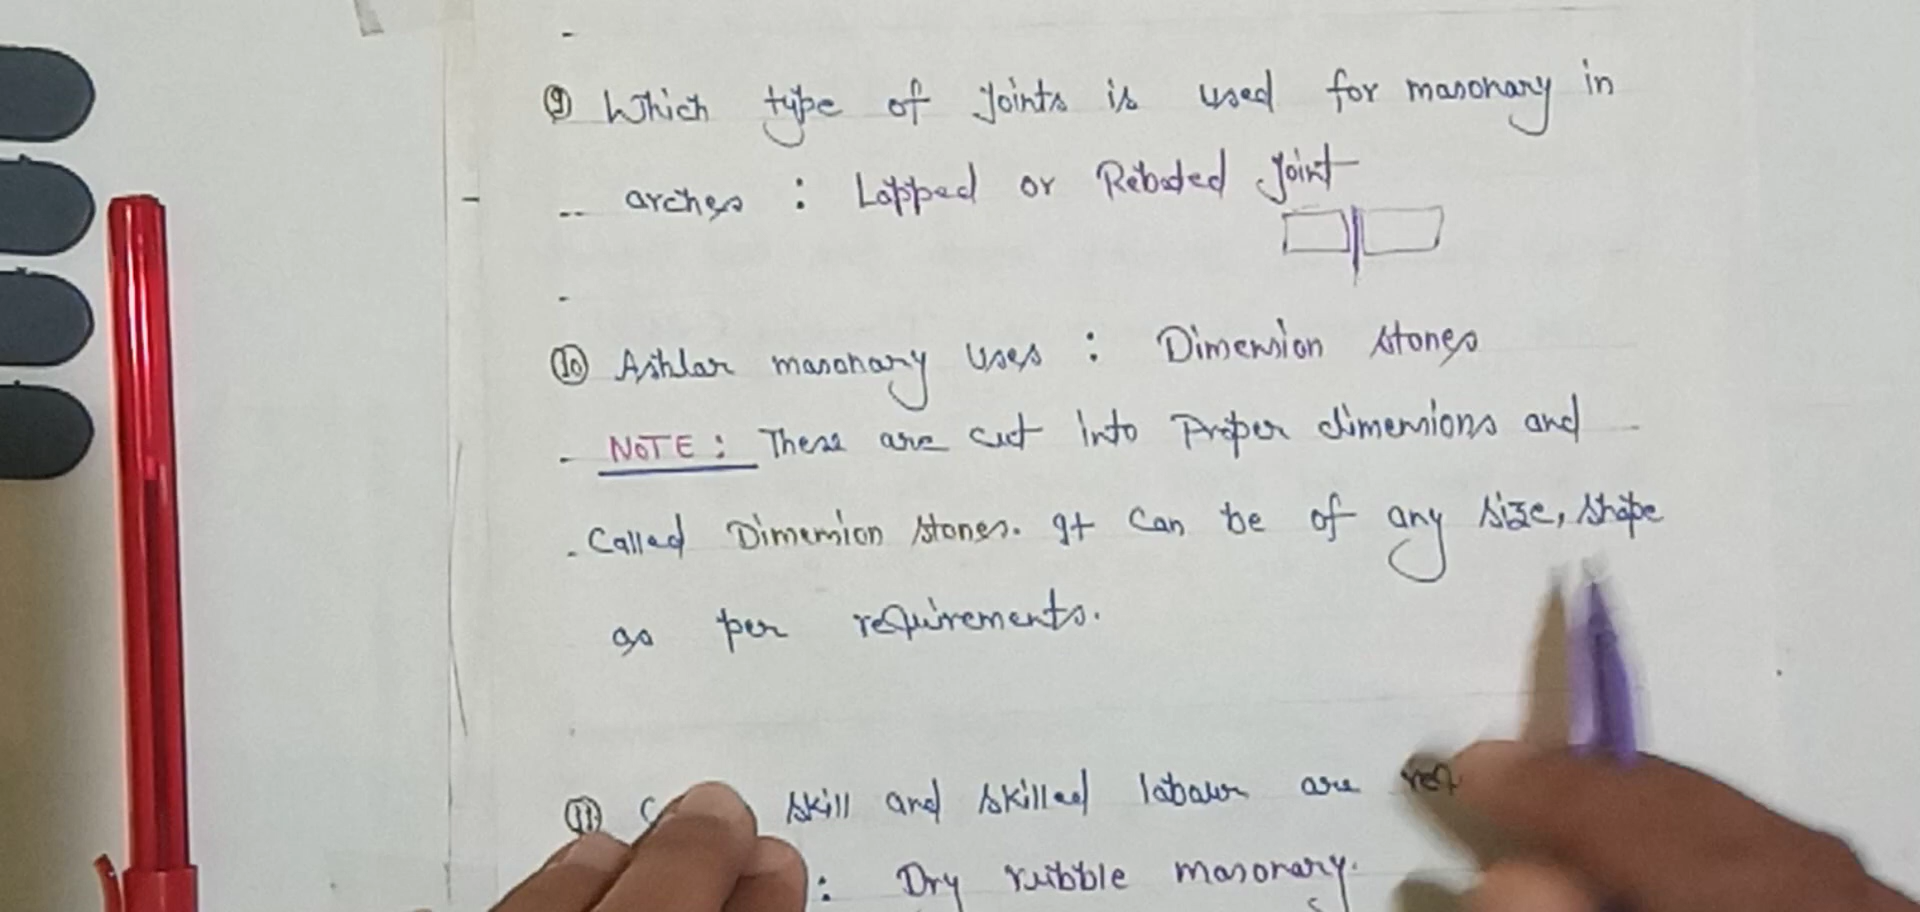 ⑨ Which type of Joints is used for masonary in
arches : Lapped or Rebated Joint
⑩ Ashlar masonary uses : Dimension stones
NOTE : These are cut into Proper dimensions and
Called Dimension stones. It can be of any size, shape
as per requirements.
⑪ skill and skilled labour are
: Dry rubble masonary.